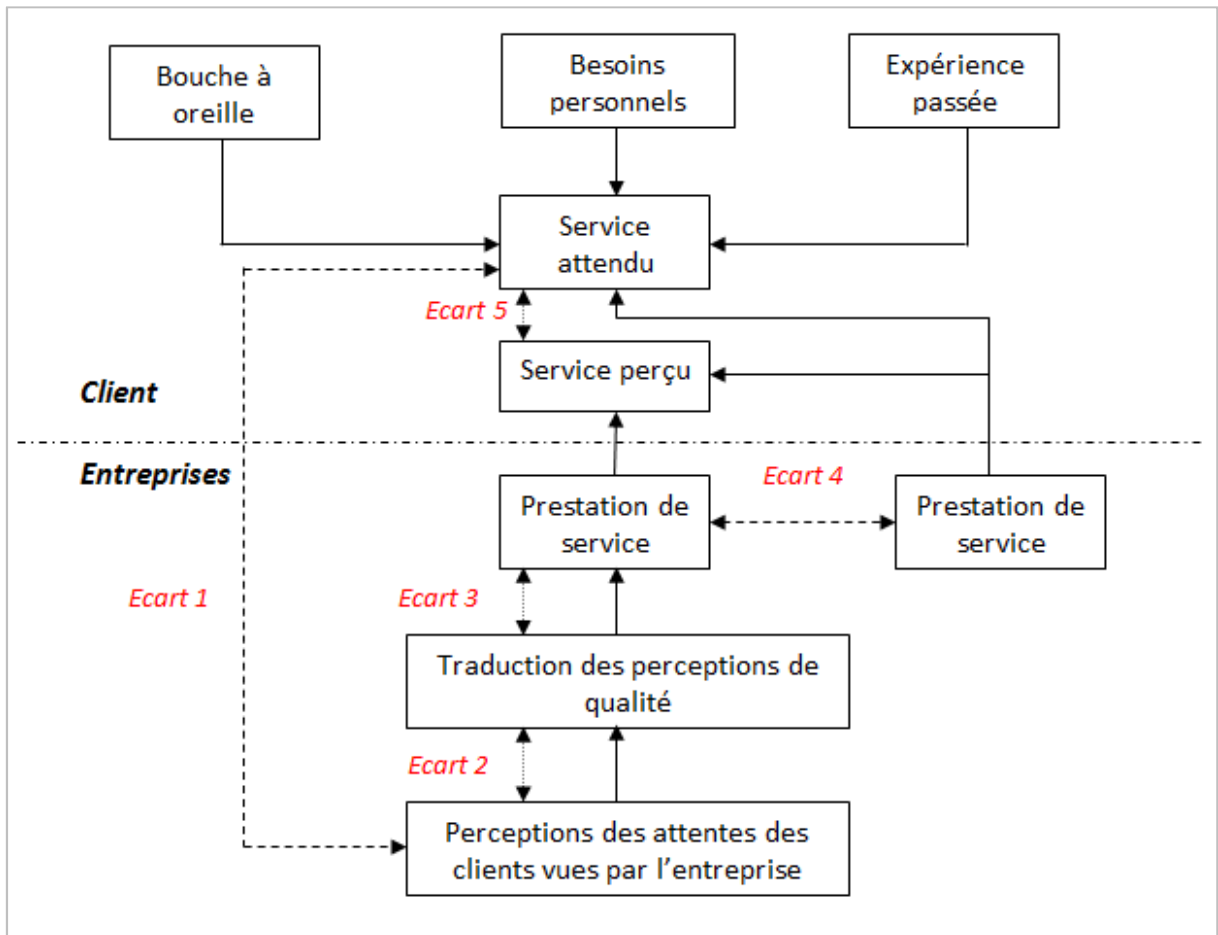 Bouche à
oreille
Besoins
personnels
Expérience
passée
Service
attendu
Ecart 5
Service perçu
Client
Entreprises
Ecart 4
Prestation de
service
Prestation de
service
Ecart 1
Ecart 3
Traduction des perceptions de
qualité
Ecart 2
Perceptions des attentes des
clients vues par l'entreprise